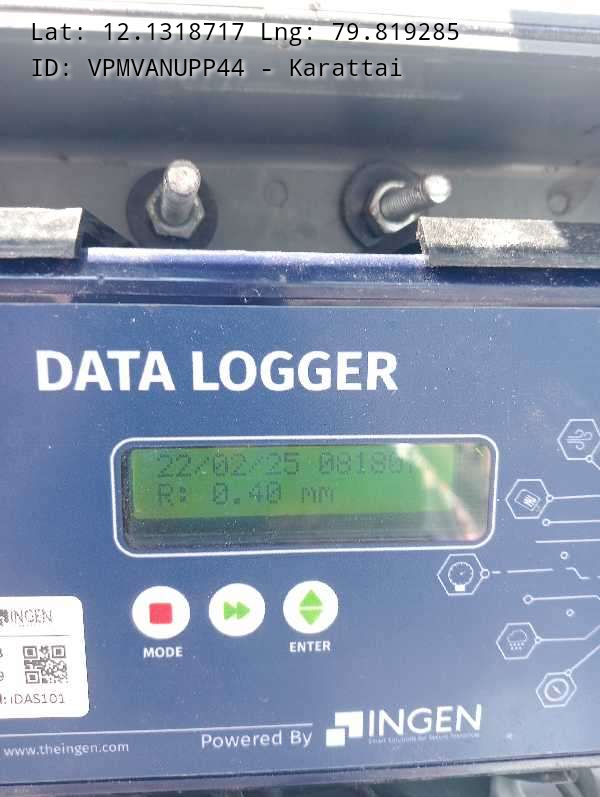 Lat: 12.1318717 Lng: 79.819285
ID: VPMVANUPP44 - Karattai
DATA LOGGER
22/02/25
R: 0.40 mm
MODE
ENTER
INGEN
iDAS101
www.theingen.com
Powered By INGEN